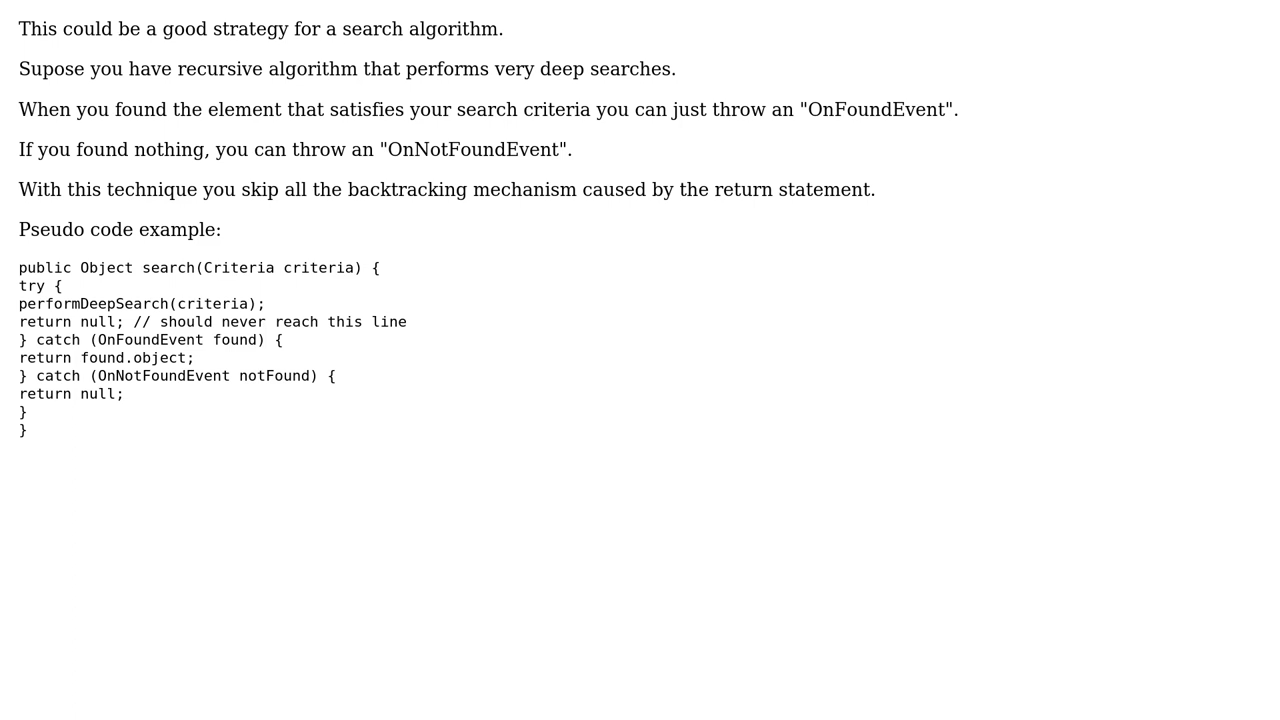 This could be a good strategy for a search algorithm.
Supose you have recursive algorithm that performs very deep searches.
When you found the element that satisfies your search criteria you can just throw an "OnFoundEvent".
If you found nothing, you can throw an "OnNotFoundEvent".
With this technique you skip all the backtracking mechanism caused by the return statement.
Pseudo code example:
public Object search(Criteria criteria) {
try {
performDeepSearch(criteria);
return null; // should never reach this line
} catch (OnFoundEvent found) {
return found.object;
} catch (OnNotFoundEvent notFound) {
return null;
}
}